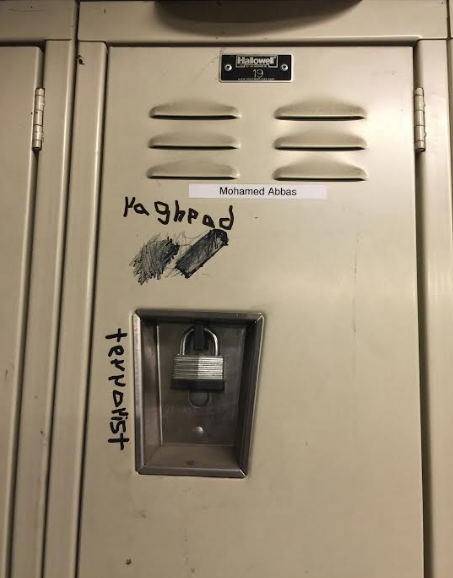 Hallowell
19
Mohamed Abbas
raghead
terrorist